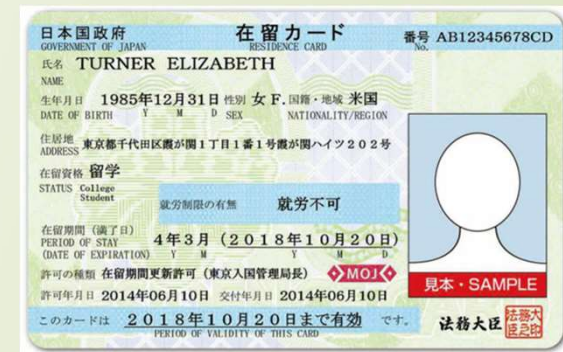 日本国政府 在留カード 番号 AB12345678CD
GOVERNMENT OF JAPAN RESIDENCE CARD No.
氏名 TURNER ELIZABETH
NAME
生年月日 1985年12月31日 性別 女 F. 国籍・地域 米国
DATE OF BIRTH Y M D SEX NATIONALITY/REGION
住居地 東京都千代田区霞が関1丁目1番1号霞が関ハイツ202号
ADDRESS
在留資格 留学
STATUS College
Student
就労制限の有無 就労不可
在留期間(満了日) 4年3月(2018年10月20日)
PERIOD OF STAY
(DATE OF EXPIRATION) Y M Y M D
許可の種類 在留期間更新許可(東京入国管理局長) MOJ
見本・SAMPLE
許可年月日 2014年06月10日 交付年月日 2014年06月10日
このカードは 2018年10月20日まで有効 です。
PERIOD OF VALIDITY OF THIS CARD
法務大臣 法務大臣之印